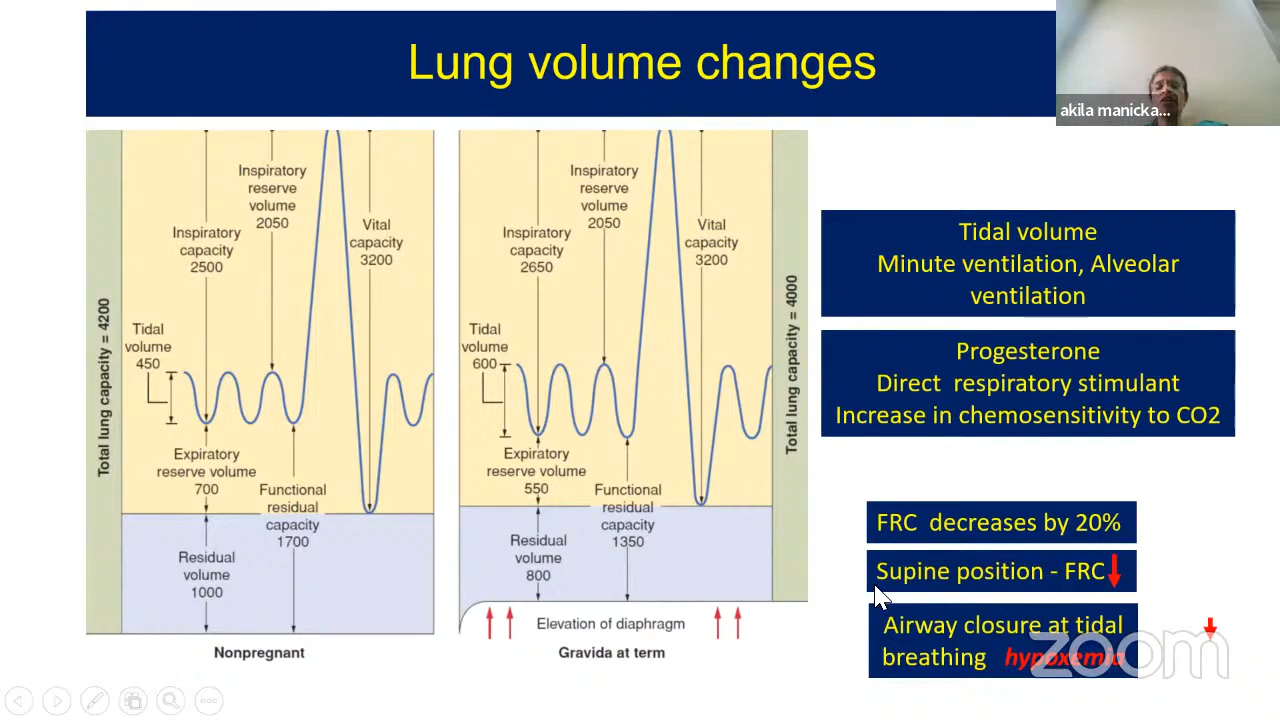 Lung volume changes
akila manicka...
Total lung capacity = 4200
Inspiratory
reserve
volume
2050
Inspiratory
capacity
2500
Vital
capacity
3200
Tidal
volume
450
Expiratory
reserve volume
700
Functional
residual
capacity
1700
Residual
volume
1000
Nonpregnant
Inspiratory
reserve
volume
2050
Inspiratory
capacity
2650
Vital
capacity
3200
Tidal
volume
600
Expiratory
reserve volume
550
Functional
residual
capacity
1350
Residual
volume
800
Elevation of diaphragm
Gravida at term
Total lung capacity = 4000
Tidal volume
Minute ventilation, Alveolar
ventilation
Progesterone
Direct respiratory stimulant
Increase in chemosensitivity to CO2
FRC decreases by 20%
Supine position - FRC
Airway closure at tidal
breathing hypoxemia
zoom